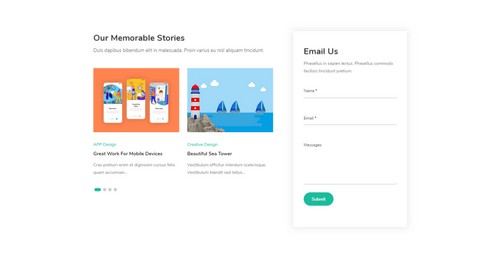 Our Memorable Stories
Duis dapibus bibendum elit in malesuada. Proin varius eu nisl aliquam tincidunt.
APP Design
Great Work For Mobile Devices
Cras pretium enim et dignissim cursus felis
quam accumsan...
Creative Design
Beautiful Sea Tower
Vestibulum efficitur interdum scelerisque.
Vestibulum blandit sed tellus...
Email Us
Phasellus in sapien lectus. Phasellus commodo
facilisis tincidunt pretium.
Name *
Email *
Messages
Submit